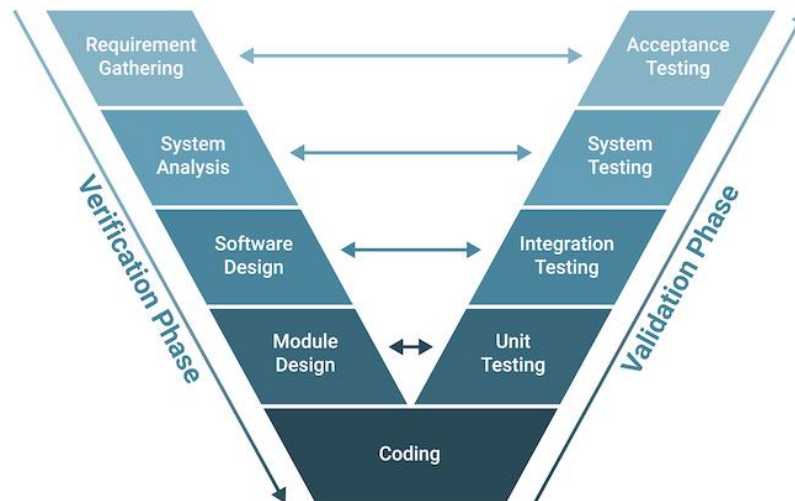 Requirement
Gathering
Acceptance
Testing
System
Analysis
System
Testing
Verification Phase
Validation Phase
Software
Design
Integration
Testing
Module
Design
Unit
Testing
Coding